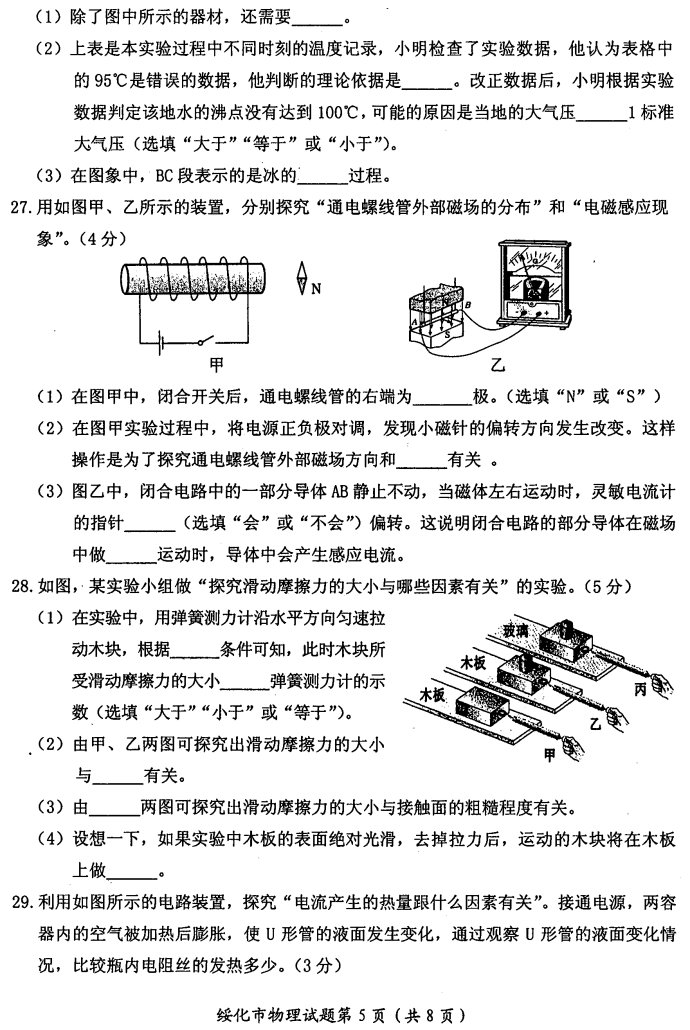 (1) 除了图中所示的器材，还需要______。
(2) 上表是本实验过程中不同时刻的温度记录，小明检查了实验数据，他认为表格中
的 95℃是错误的数据，他判断的理论依据是______。改正数据后，小明根据实验
数据判定该地水的沸点没有达到 100℃，可能的原因是当地的大气压______1 标准
大气压（选填“大于”“等于”或“小于”）。
(3) 在图象中，BC 段表示的是冰的______过程。
27.用如图甲、乙所示的装置，分别探究“通电螺线管外部磁场的分布”和“电磁感应现
象”。（4 分）
N
G
N
A
B
S
- +
甲
乙
(1) 在图甲中，闭合开关后，通电螺线管的右端为______极。（选填“N”或“S”）
(2) 在图甲实验过程中，将电源正负极对调，发现小磁针的偏转方向发生改变。这样
操作是为了探究通电螺线管外部磁场方向和______有关 。
(3) 图乙中，闭合电路中的一部分导体 AB 静止不动，当磁体左右运动时，灵敏电流计
的指针______（选填“会”或“不会”）偏转。这说明闭合电路的部分导体在磁场
中做______运动时，导体中会产生感应电流。
28.如图，某实验小组做“探究滑动摩擦力的大小与哪些因素有关”的实验。（5 分）
(1) 在实验中，用弹簧测力计沿水平方向匀速拉
动木块，根据______条件可知，此时木块所
受滑动摩擦力的大小______弹簧测力计的示
数（选填“大于”“小于”或“等于”）。
玻璃
木板
木板
丙
乙
甲
(2) 由甲、乙两图可探究出滑动摩擦力的大小
与______有关。
(3) 由______两图可探究出滑动摩擦力的大小与接触面的粗糙程度有关。
(4) 设想一下，如果实验中木板的表面绝对光滑，去掉拉力后，运动的木块将在木板
上做______。
29.利用如图所示的电路装置，探究“电流产生的热量跟什么因素有关”。接通电源，两容
器内的空气被加热后膨胀，使 U 形管的液面发生变化，通过观察 U 形管的液面变化情
况，比较瓶内电阻丝的发热多少。（3 分）
绥化市物理试题第 5 页（共 8 页）